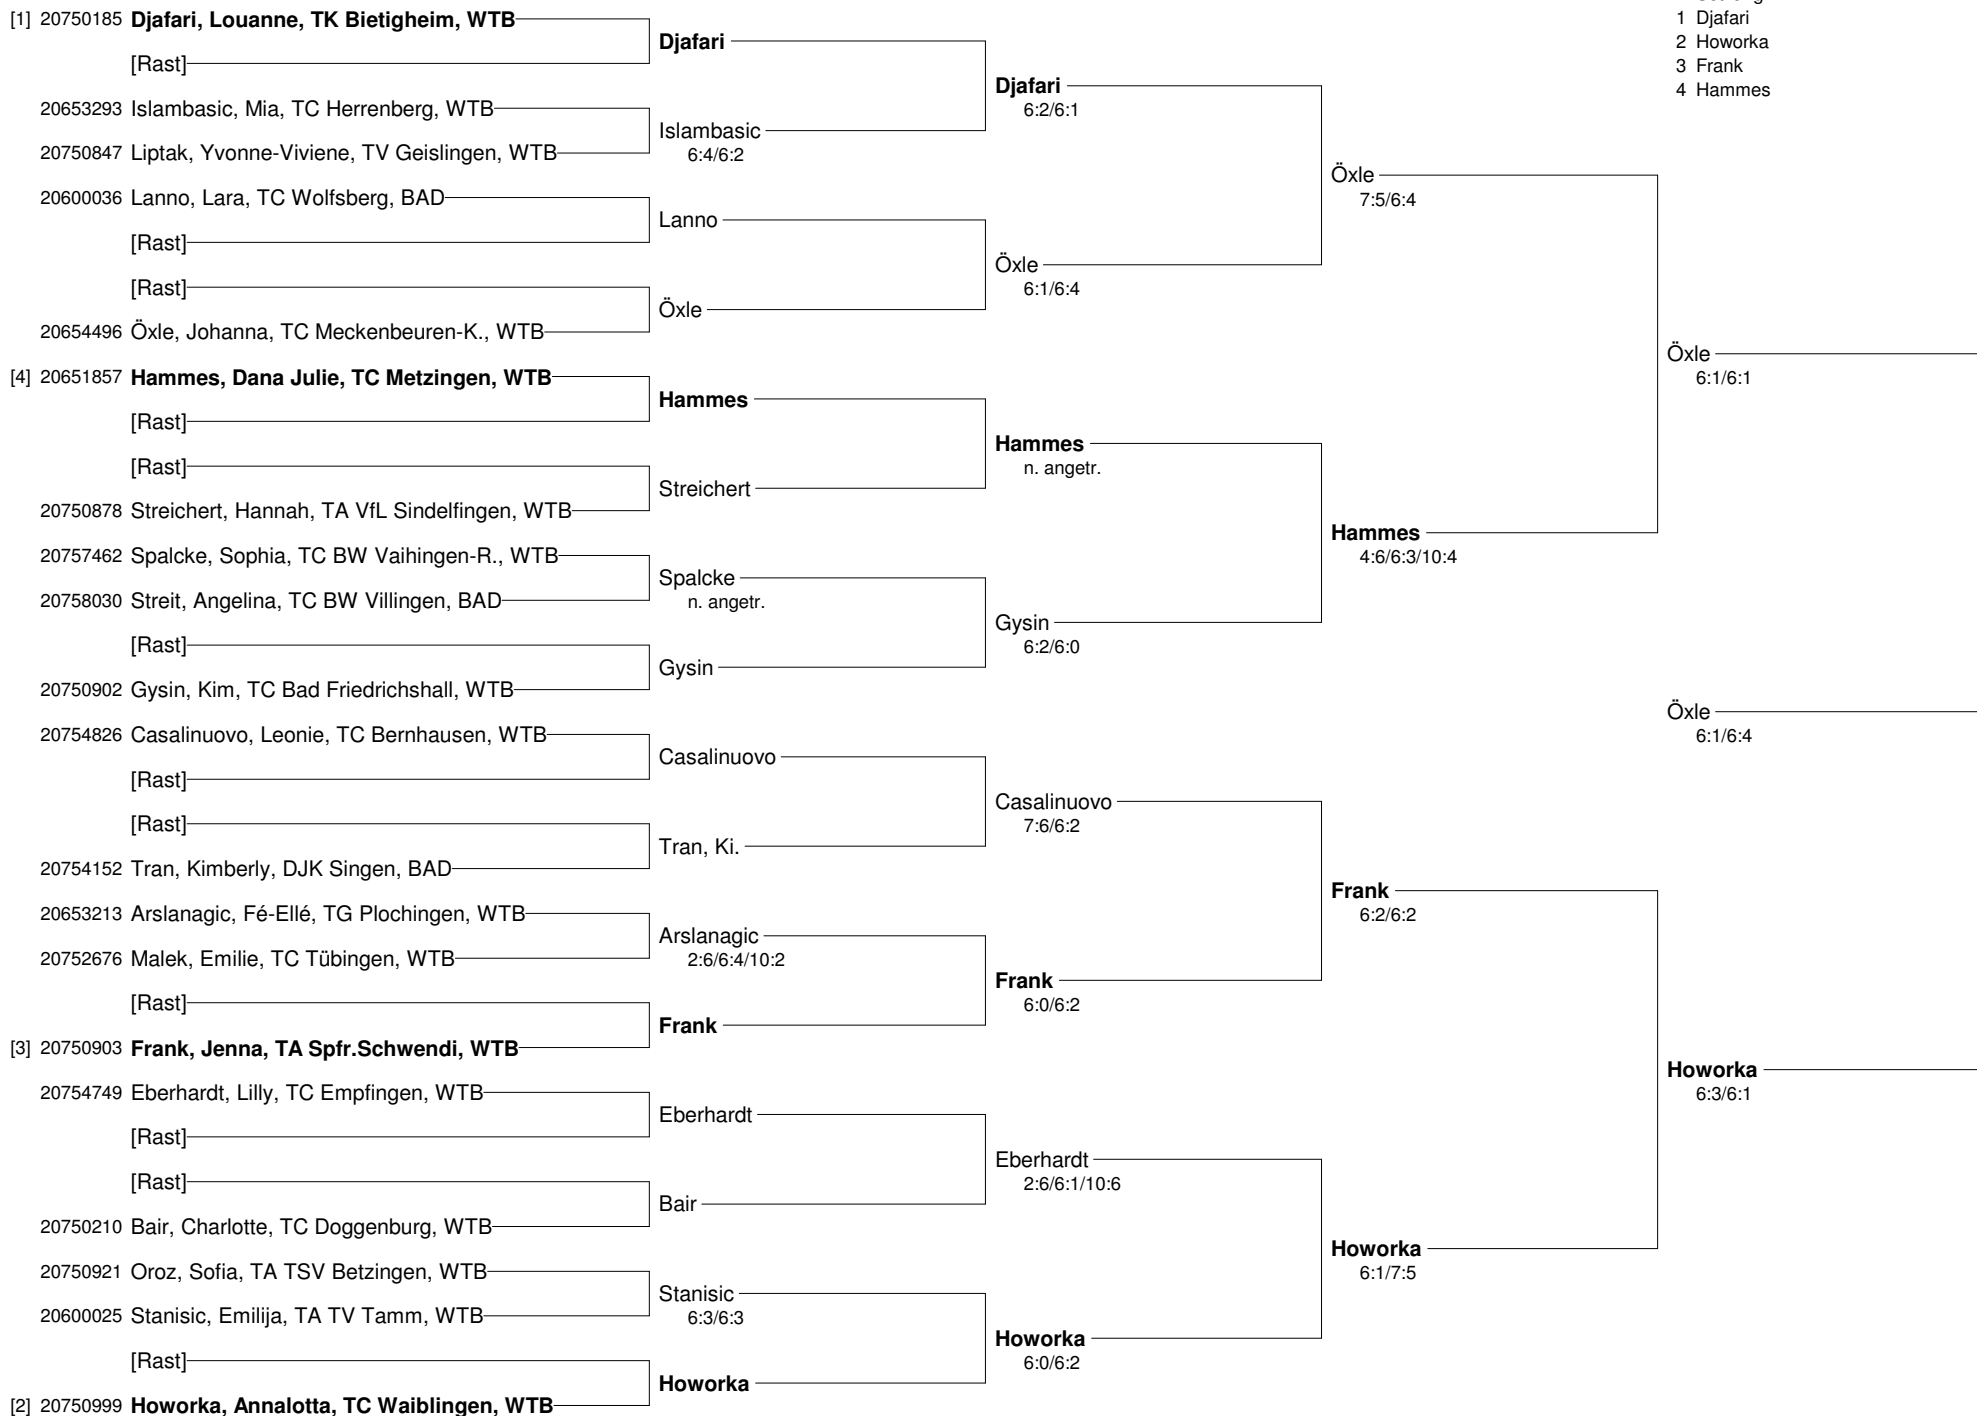 1 Djafari
2 Howorka
3 Frank
4 Hammes
[1] 20750185 Djafari, Louanne, TK Bietigheim, WTB
[Rast]
20653293 Islambasic, Mia, TC Herrenberg, WTB
20750847 Liptak, Yvonne-Viviene, TV Geislingen, WTB
20600036 Lanno, Lara, TC Wolfsberg, BAD
[Rast]
[Rast]
20654496 Öxle, Johanna, TC Meckenbeuren-K., WTB
[4] 20651857 Hammes, Dana Julie, TC Metzingen, WTB
[Rast]
[Rast]
20750878 Streichert, Hannah, TA VfL Sindelfingen, WTB
20757462 Spalcke, Sophia, TC BW Vaihingen-R., WTB
20758030 Streit, Angelina, TC BW Villingen, BAD
[Rast]
20750902 Gysin, Kim, TC Bad Friedrichshall, WTB
20754826 Casalinuovo, Leonie, TC Bernhausen, WTB
[Rast]
[Rast]
20754152 Tran, Kimberly, DJK Singen, BAD
20653213 Arslanagic, Fé-Ellé, TG Plochingen, WTB
20752676 Malek, Emilie, TC Tübingen, WTB
[Rast]
[3] 20750903 Frank, Jenna, TA Spfr.Schwendi, WTB
20754749 Eberhardt, Lilly, TC Empfingen, WTB
[Rast]
[Rast]
20750210 Bair, Charlotte, TC Doggenburg, WTB
20750921 Oroz, Sofia, TA TSV Betzingen, WTB
20600025 Stanisic, Emilija, TA TV Tamm, WTB
[Rast]
[2] 20750999 Howorka, Annalotta, TC Waiblingen, WTB
Djafari
Islambasic
6:4/6:2
Lanno
Öxle
Hammes
Streichert
Spalcke
n. angetr.
Gysin
Casalinuovo
Tran, Ki.
Arslanagic
2:6/6:4/10:2
Frank
Eberhardt
Bair
Stanisic
6:3/6:3
Howorka
Djafari
6:2/6:1
Öxle
6:1/6:4
Hammes
n. angetr.
Gysin
6:2/6:0
Casalinuovo
7:6/6:2
Frank
6:0/6:2
Eberhardt
2:6/6:1/10:6
Howorka
6:0/6:2
Öxle
7:5/6:4
Hammes
4:6/6:3/10:4
Frank
6:2/6:2
Howorka
6:1/7:5
Öxle
6:1/6:1
Öxle
6:1/6:4
Howorka
6:3/6:1